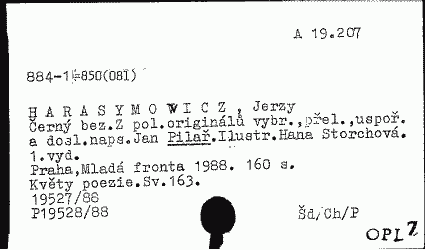 A 19.207
884-1=850(081)
HARASYMOWICZ, Jerzy
Černý bez.Z pol.originálů vybr.,přel.,uspoř.
a dosl.naps.Jan Pilař.Ilustr.Hana Storchová.
1.vyd.
Praha,Mladá fronta 1988. 160 s.
Květy poezie.Sv.163.
19527/88
P19528/88
Šd/Ch/P
OPLZ